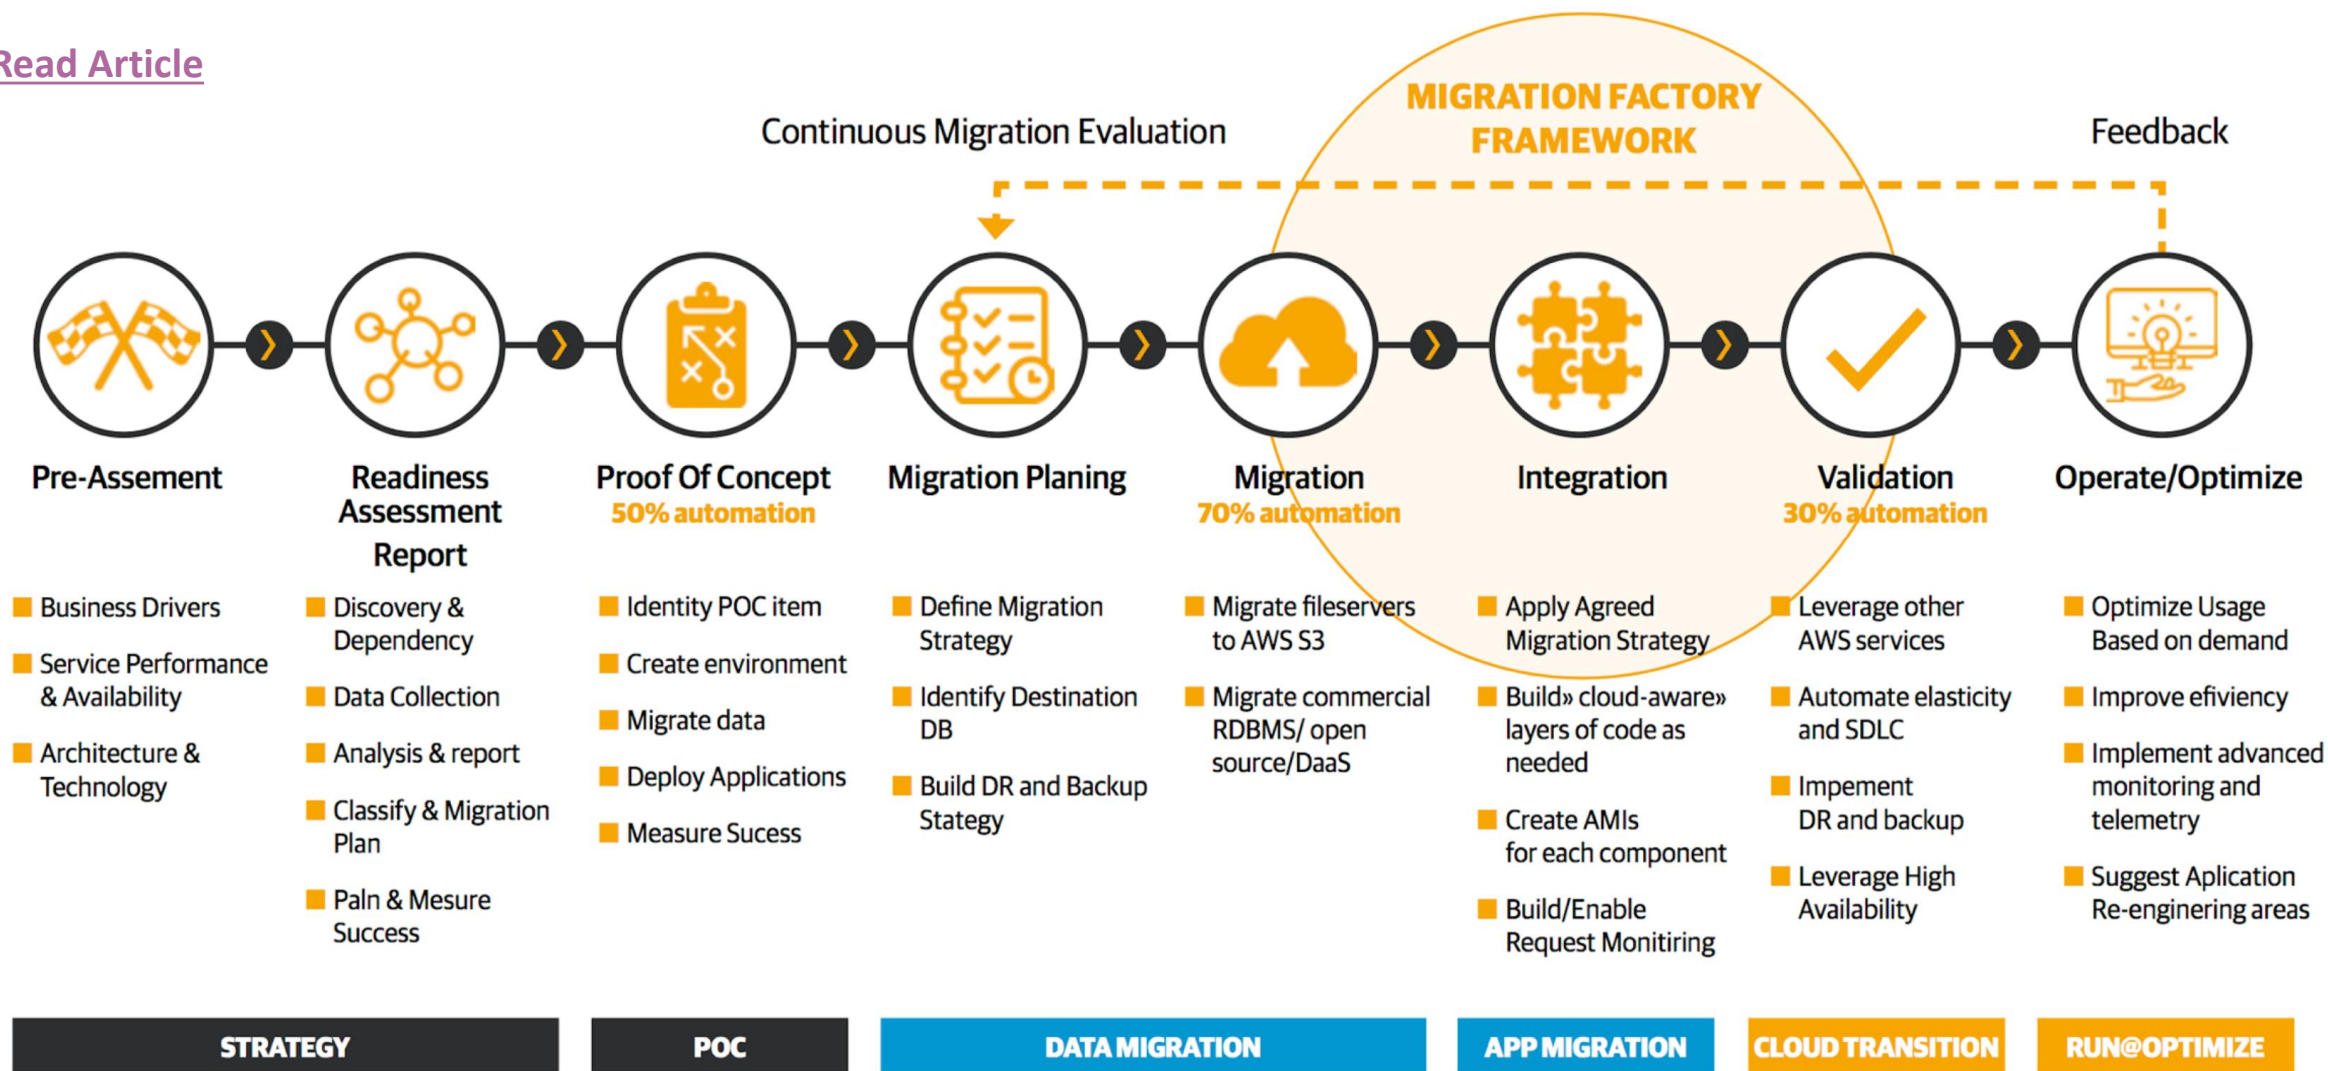 Read Article
MIGRATION FACTORY
FRAMEWORK
Continuous Migration Evaluation
Feedback
Pre-Assement
Readiness
Assessment
Report
Proof Of Concept
50% automation
Migration Planing
Migration
70% automation
Integration
Validation
30% automation
Operate/Optimize
Business Drivers
Service Performance
& Availability
Architecture &
Technology
Discovery &
Dependency
Data Collection
Analysis & report
Classify & Migration
Plan
Paln & Mesure
Success
Identity POC item
Create environment
Migrate data
Deploy Applications
Measure Sucess
Define Migration
Strategy
Identify Destination
DB
Build DR and Backup
Stategy
Migrate fileservers
to AWS S3
Migrate commercial
RDBMS/ open
source/DaaS
Apply Agreed
Migration Strategy
Build» cloud-aware»
layers of code as
needed
Create AMIs
for each component
Build/Enable
Request Monitiring
Leverage other
AWS services
Automate elasticity
and SDLC
Impement
DR and backup
Leverage High
Availability
Optimize Usage
Based on demand
Improve efiviency
Implement advanced
monitoring and
telemetry
Suggest Aplication
Re-enginering areas
STRATEGY
POC
DATA MIGRATION
APP MIGRATION
CLOUD TRANSITION
RUN@OPTIMIZE